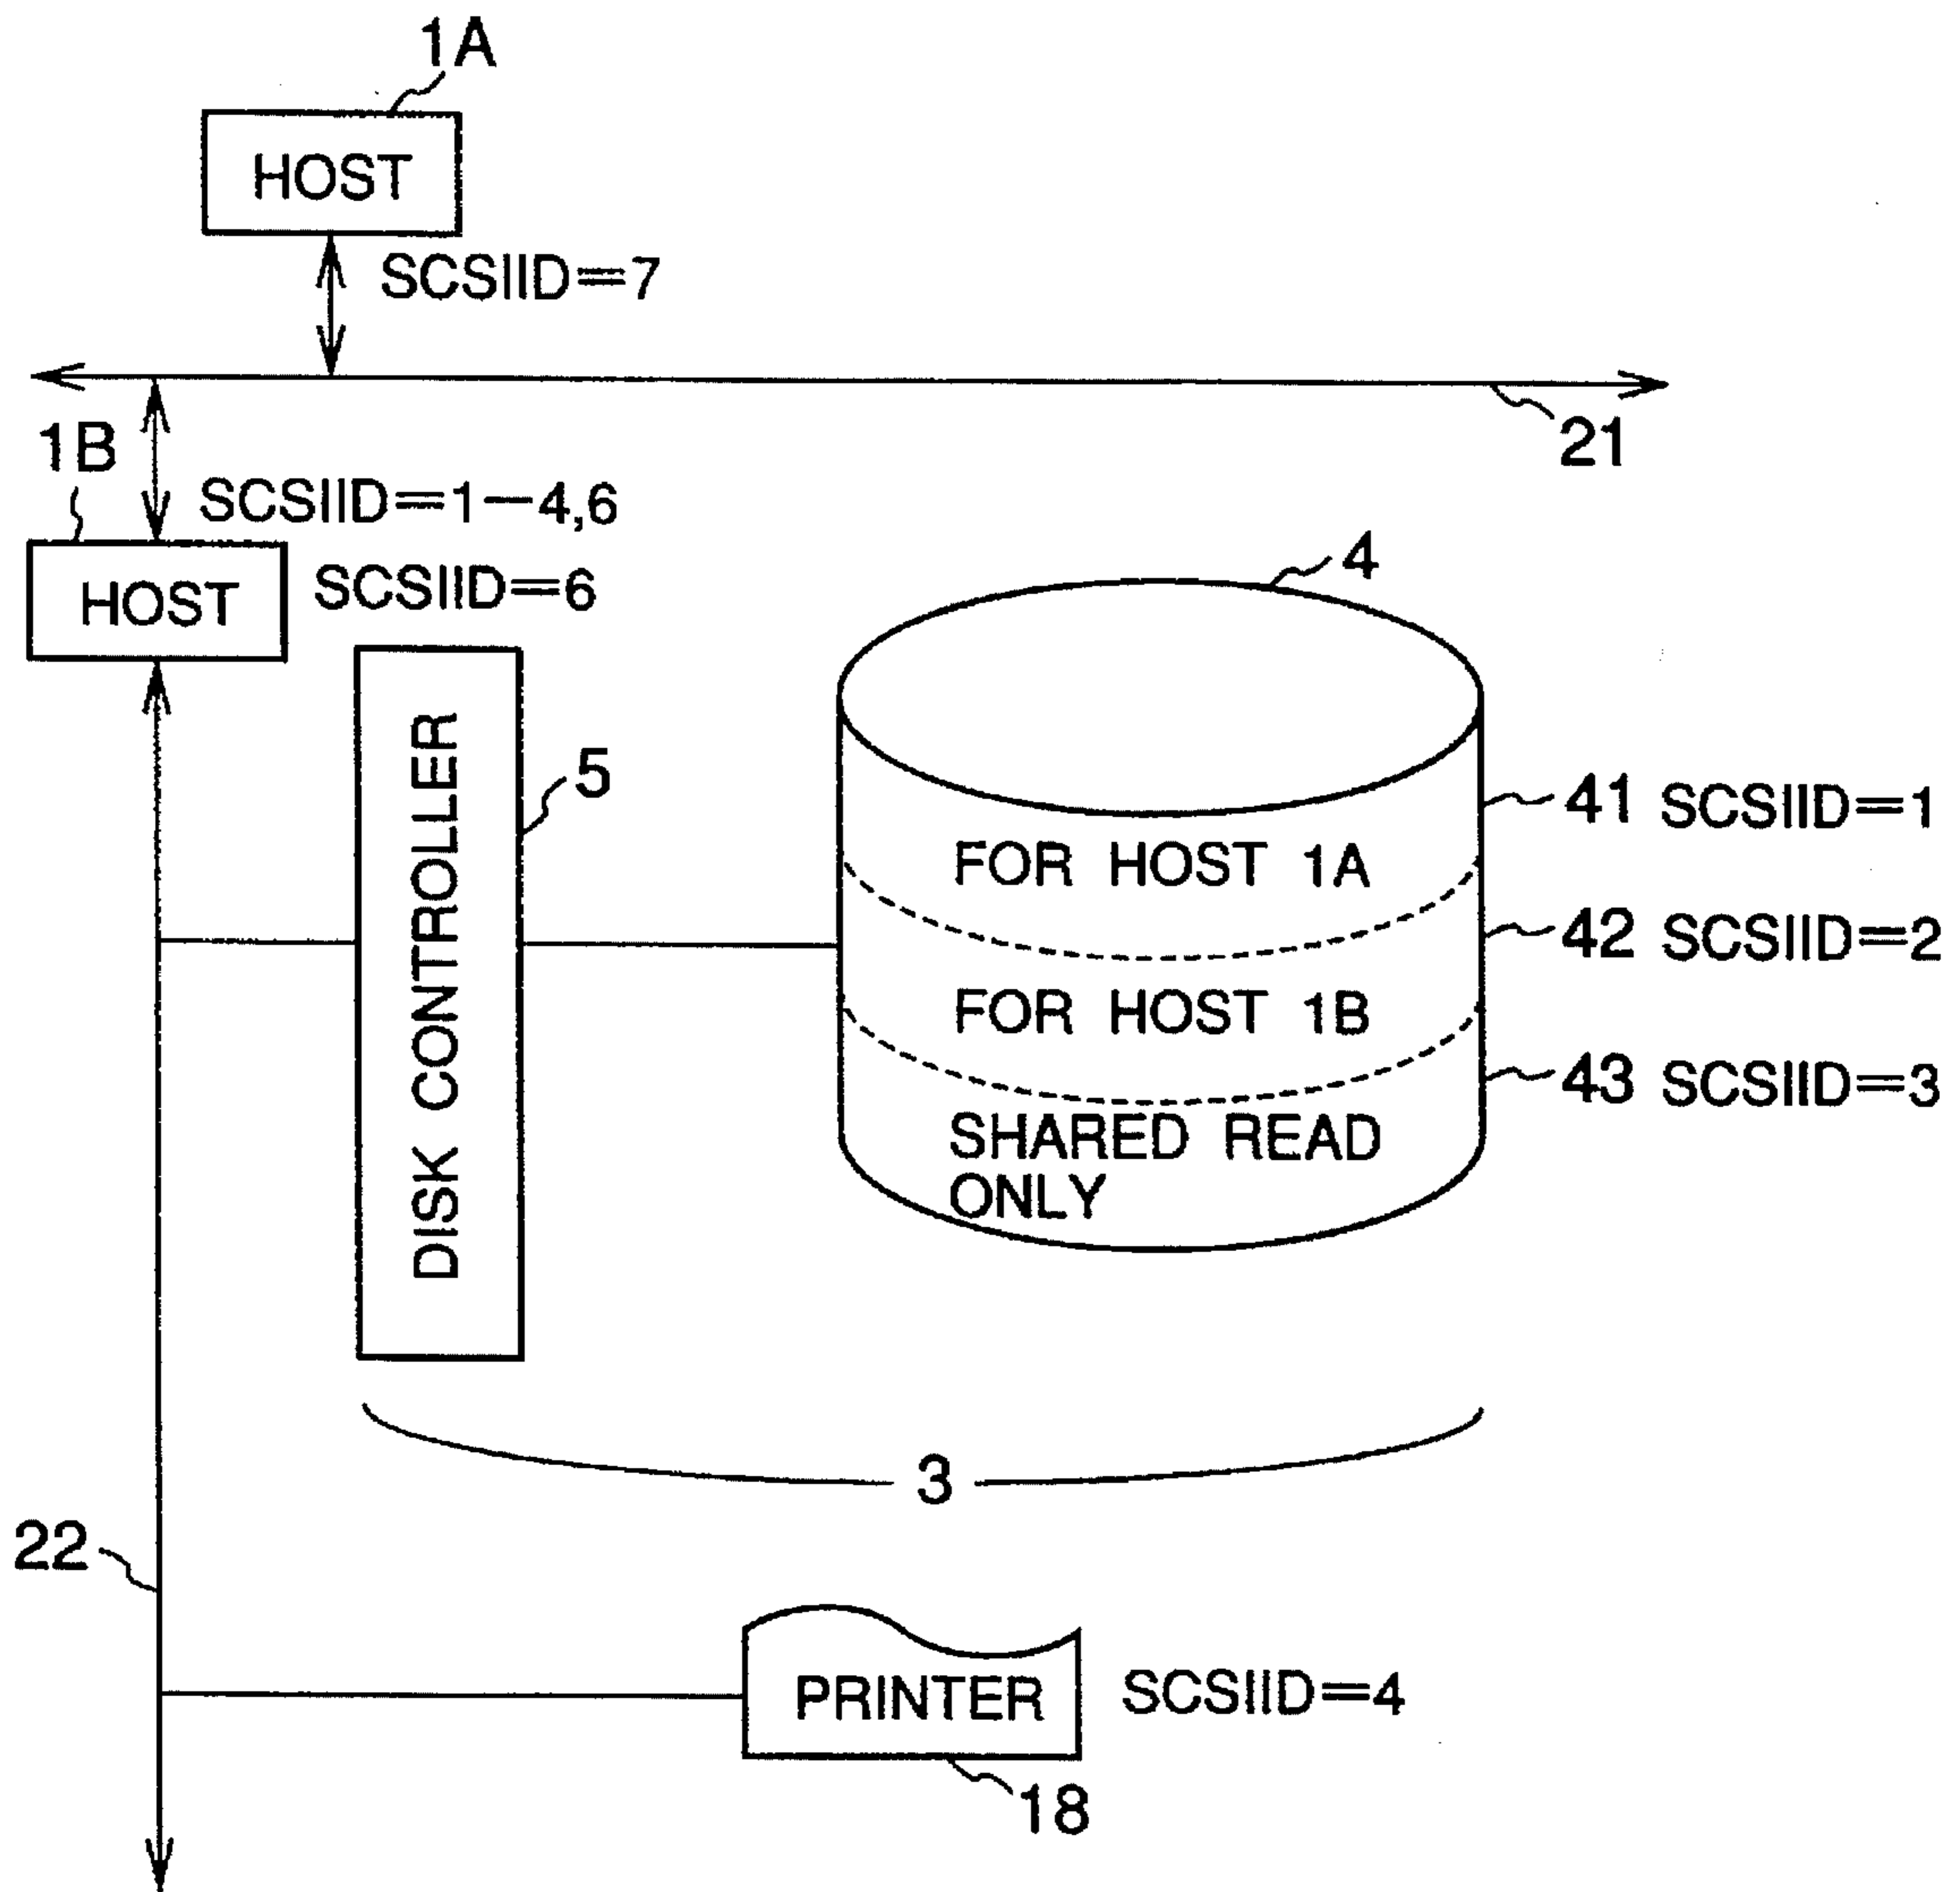 1A
HOST
SCSIID=7
21
1B
SCSIID=1-4,6
HOST
SCSIID=6
4
DISK CONTROLLER
5
41 SCSIID=1
FOR HOST 1A
42 SCSIID=2
FOR HOST 1B
43 SCSIID=3
SHARED READ
ONLY
3
22
PRINTER
SCSIID=4
18